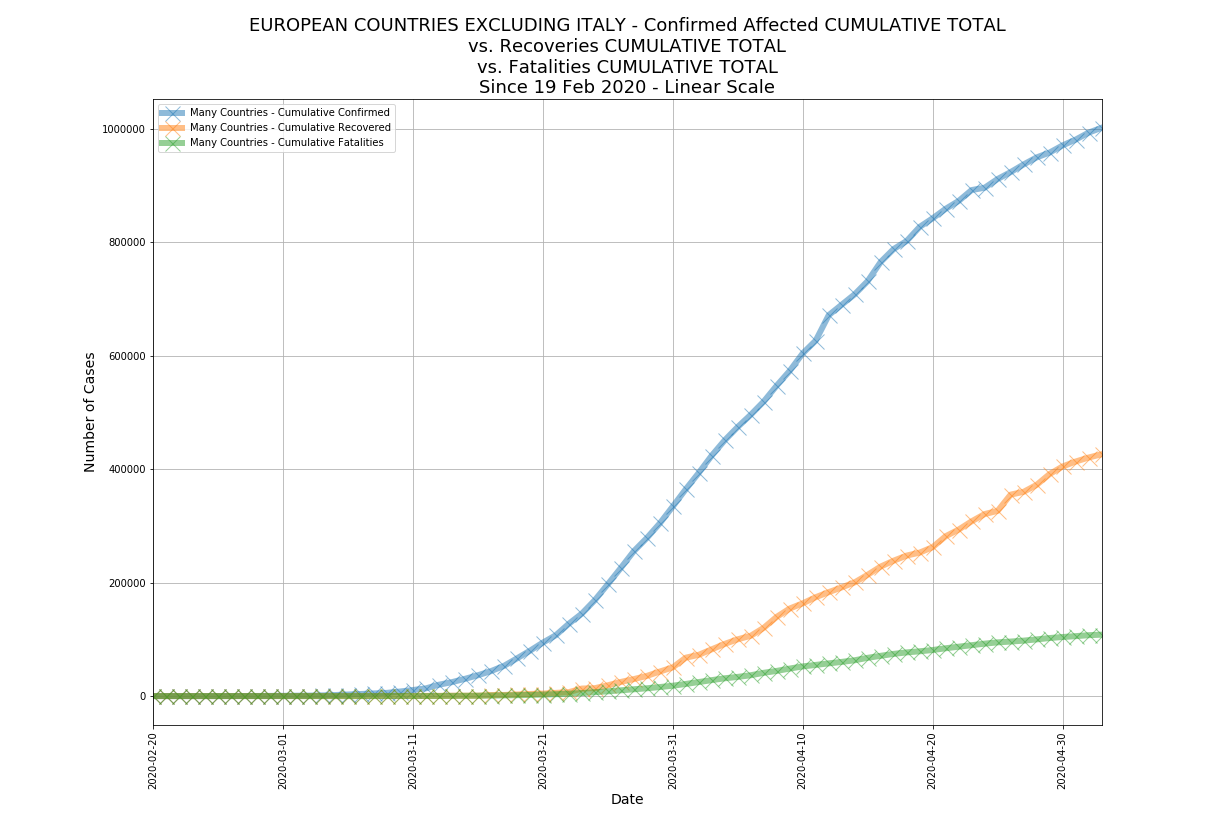 EUROPEAN COUNTRIES EXCLUDING ITALY - Confirmed Affected CUMULATIVE TOTAL
vs. Recoveries CUMULATIVE TOTAL
vs. Fatalities CUMULATIVE TOTAL
Since 19 Feb 2020 - Linear Scale
Many Countries - Cumulative Confirmed
Many Countries - Cumulative Recovered
Many Countries - Cumulative Fatalities
1000000
800000
600000
400000
200000
0
Number of Cases
2020-02-20
2020-03-01
2020-03-11
2020-03-21
2020-03-31
2020-04-10
2020-04-20
2020-04-30
Date